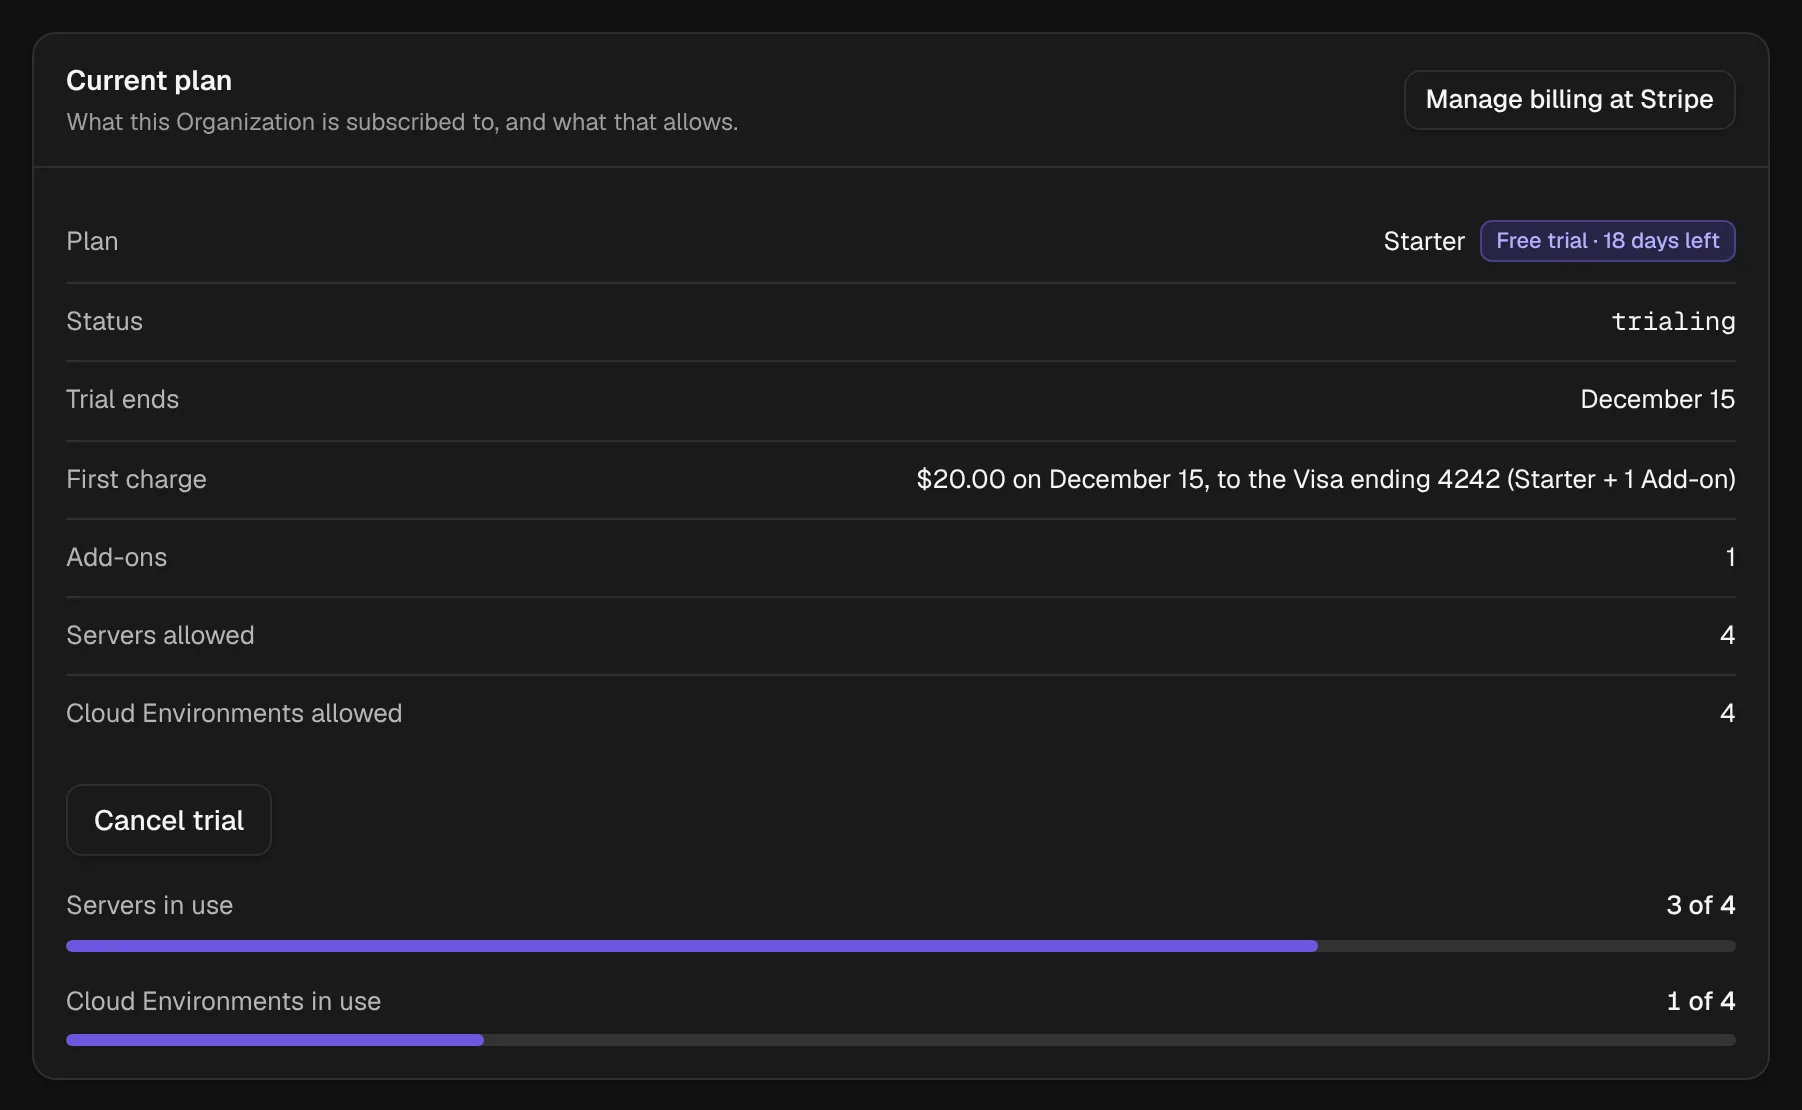 Current plan
What this Organization is subscribed to, and what that allows.
Manage billing at Stripe
Plan
Starter
Free trial · 18 days left
Status
trialing
Trial ends
December 15
First charge
$20.00 on December 15, to the Visa ending 4242 (Starter + 1 Add-on)
Add-ons
1
Servers allowed
4
Cloud Environments allowed
4
Cancel trial
Servers in use
3 of 4
Cloud Environments in use
1 of 4